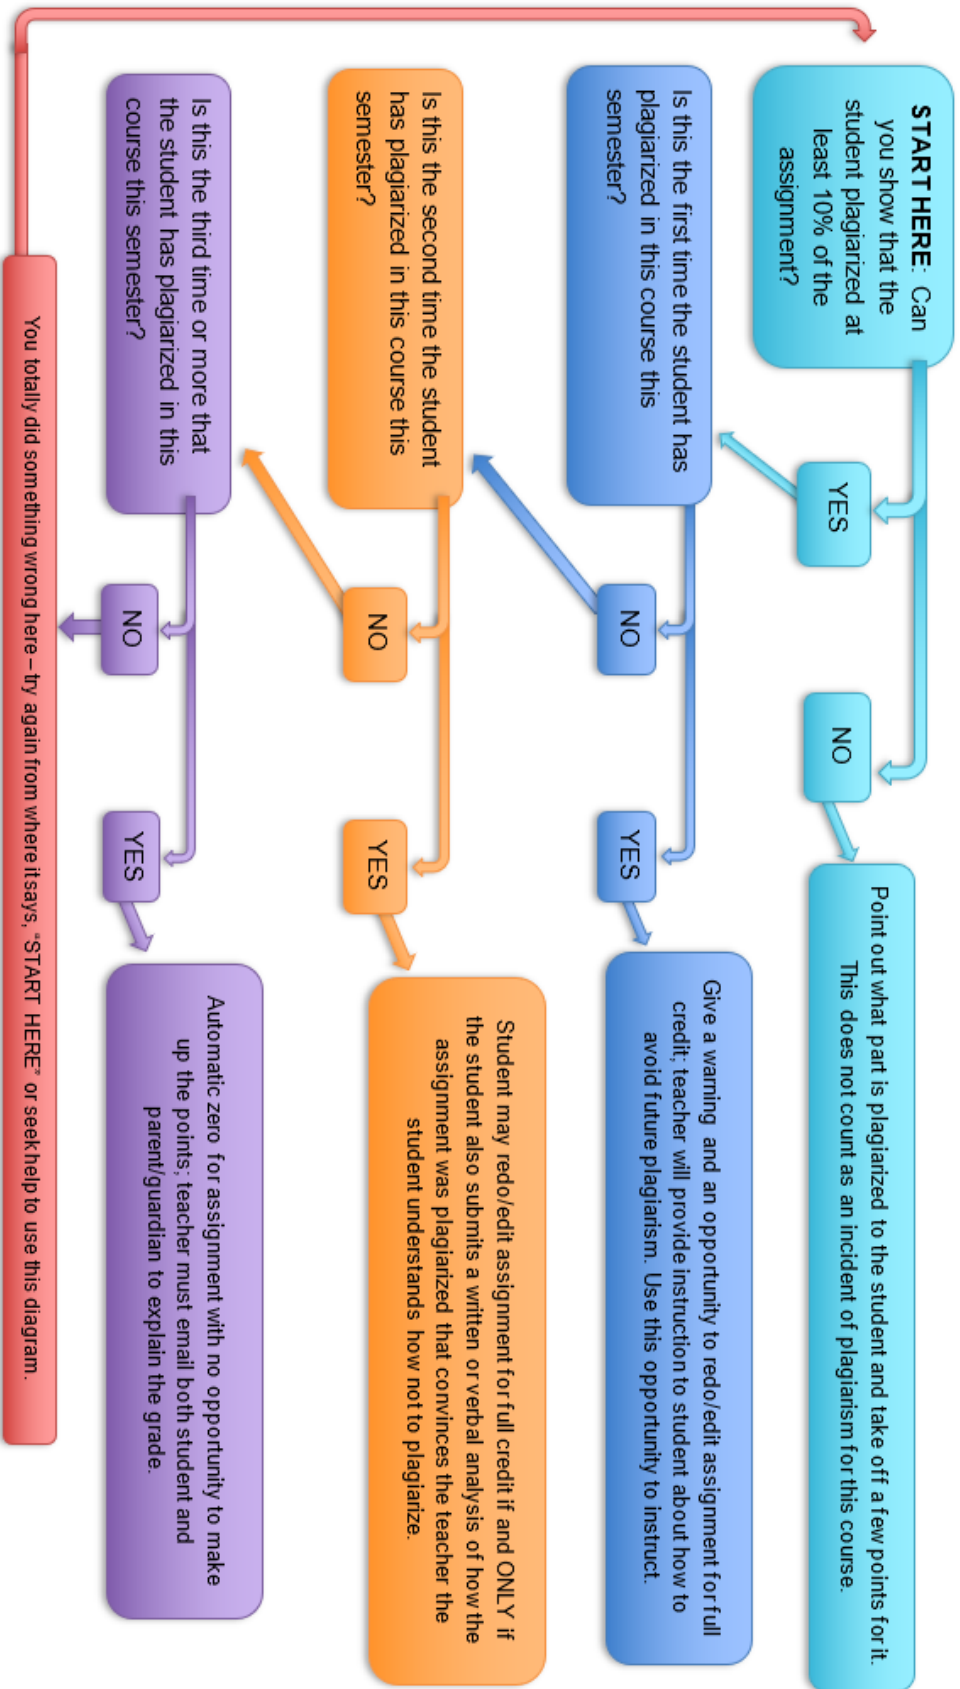 START HERE: Can
you show that the
student plagiarized at
least 10% of the
assignment?
YES
NO
Point out what part is plagiarized to the student and take off a few points for it.
This does not count as an incident of plagiarism for this course.
Is this the first time the student has
plagiarized in this course this
semester?
NO
YES
Give a warning and an opportunity to redo/edit assignment for full
credit; teacher will provide instruction to student about how to
avoid future plagiarism. Use this opportunity to instruct.
Is this the second time the student
has plagiarized in this course this
semester?
NO
YES
Student may redo/edit assignment for full credit if and ONLY if
the student also submits a written or verbal analysis of how the
assignment was plagiarized that convinces the teacher the
student understands how not to plagiarize.
Is this the third time or more that
the student has plagiarized in this
course this semester?
NO
YES
Automatic zero for assignment with no opportunity to make
up the points; teacher must email both student and
parent/guardian to explain the grade.
You totally did something wrong here – try again from where it says, “START HERE” or seek help to use this diagram.